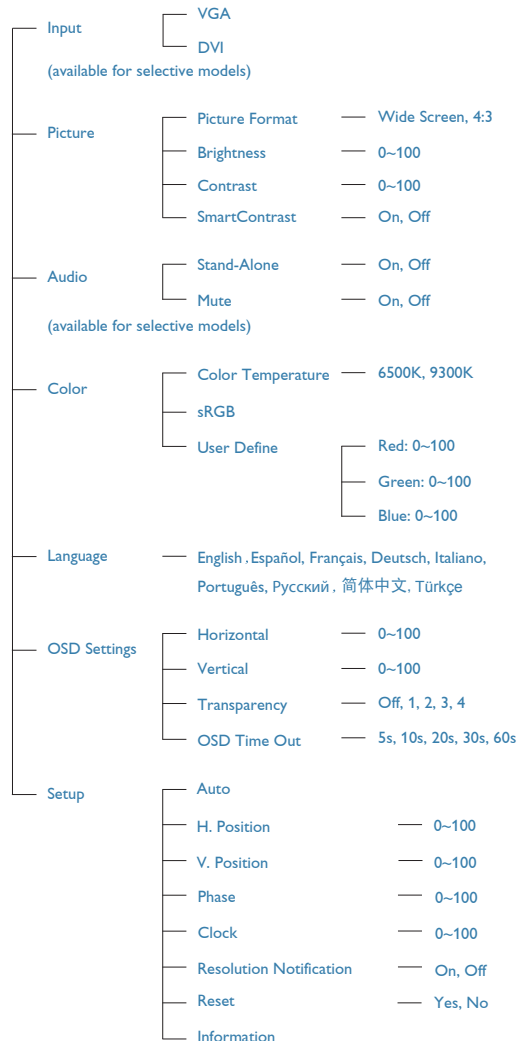 Input
VGA
DVI
(available for selective models)
Picture
Picture Format
Wide Screen, 4:3
Brightness
0~100
Contrast
0~100
SmartContrast
On, Off
Audio
Stand-Alone
On, Off
Mute
On, Off
(available for selective models)
Color
Color Temperature
6500K, 9300K
sRGB
User Define
Red: 0~100
Green: 0~100
Blue: 0~100
Language
English , Español, Français, Deutsch, Italiano,
Português, Русский , 简体中文, Türkçe
OSD Settings
Horizontal
0~100
Vertical
0~100
Transparency
Off, 1, 2, 3, 4
OSD Time Out
5s, 10s, 20s, 30s, 60s
Setup
Auto
H. Position
0~100
V. Position
0~100
Phase
0~100
Clock
0~100
Resolution Notification
On, Off
Reset
Yes, No
Information